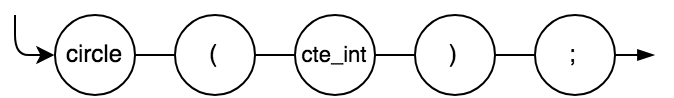 circle ( cte_int ) ;